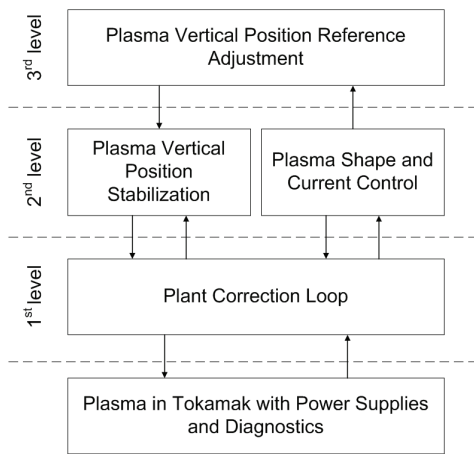 3rd level
Plasma Vertical Position Reference
Adjustment
2nd level
Plasma Vertical
Position
Stabilization
Plasma Shape and
Current Control
1st level
Plant Correction Loop
Plasma in Tokamak with Power Supplies
and Diagnostics